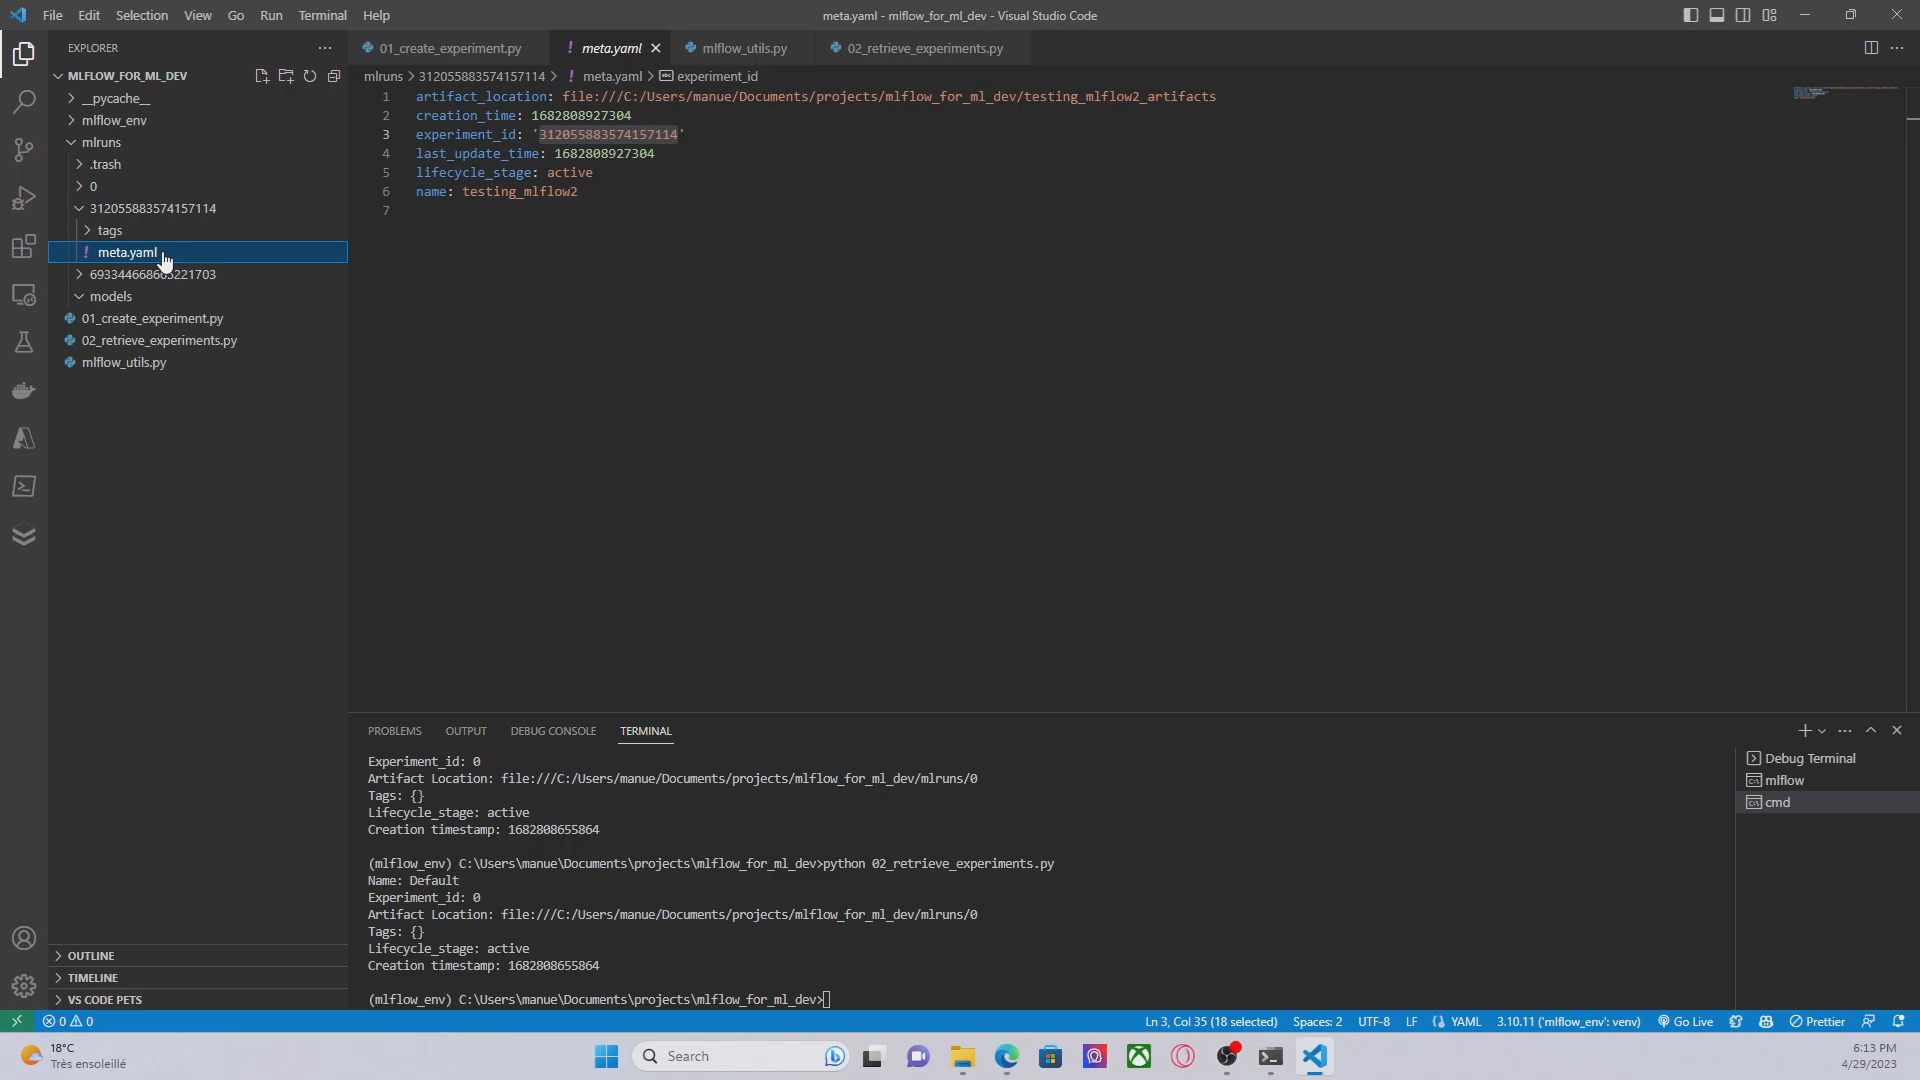 File Edit Selection View Go Run Terminal Help
meta.yaml - mlflow_for_ml_dev - Visual Studio Code
EXPLORER
MLFLOW_FOR_ML_DEV
__pycache__
mlflow_env
mlruns
.trash
0
312055883574157114
tags
! meta.yaml
models
01_create_experiment.py
02_retrieve_experiments.py
mlflow_utils.py
OUTLINE
TIMELINE
VS CODE PETS
01_create_experiment.py
! meta.yaml
mlflow_utils.py
02_retrieve_experiments.py
mlruns > 312055883574157114 > ! meta.yaml > abc experiment_id
1 artifact_location: file:///C:/Users/manue/Documents/projects/mlflow_for_ml_dev/testing_mlflow2_artifacts
2 creation_time: 1682808927304
3 experiment_id: '312055883574157114'
4 last_update_time: 1682808927304
5 lifecycle_stage: active
6 name: testing_mlflow2
7
PROBLEMS OUTPUT DEBUG CONSOLE TERMINAL
Experiment_id: 0
Artifact Location: file:///C:/Users/manue/Documents/projects/mlflow_for_ml_dev/mlruns/0
Tags: {}
Lifecycle_stage: active
Creation timestamp: 1682808655864
(mlflow_env) C:\Users\manue\Documents\projects\mlflow_for_ml_dev>python 02_retrieve_experiments.py
Name: Default
Experiment_id: 0
Artifact Location: file:///C:/Users/manue/Documents/projects/mlflow_for_ml_dev/mlruns/0
Tags: {}
Lifecycle_stage: active
Creation timestamp: 1682808655864
(mlflow_env) C:\Users\manue\Documents\projects\mlflow_for_ml_dev>
Debug Terminal
mlflow
cmd
0 0
Ln 3, Col 35 (18 selected) Spaces: 2 UTF-8 LF YAML 3.10.11 ('mlflow_env': venv) Go Live Prettier
18°C
Très ensoleillé
Search
6:13 PM
4/29/2023